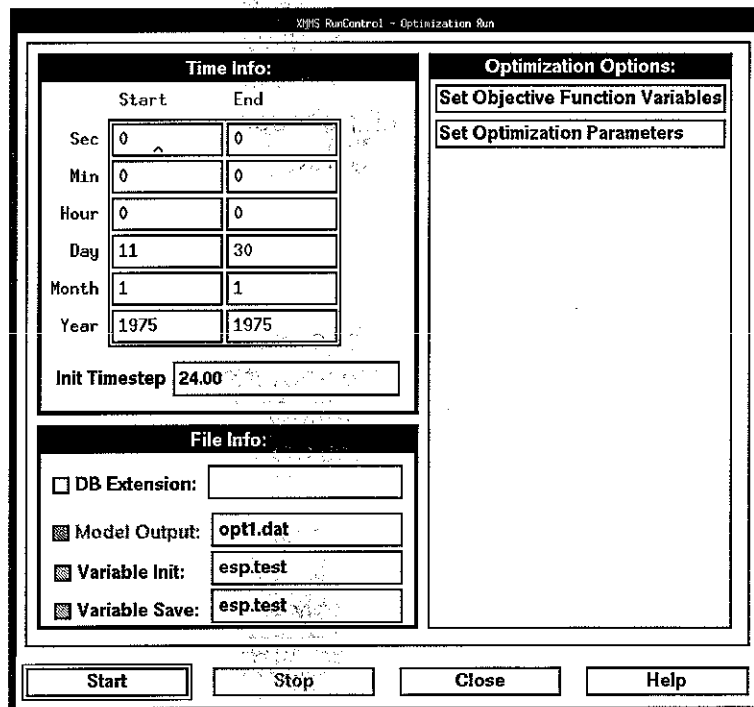 XMMS RunControl - Optimization Run
Time Info:
Start End
Sec 0 0
Min 0 0
Hour 0 0
Day 11 30
Month 1 1
Year 1975 1975
Init Timestep 24.00
File Info:
DB Extension:
Model Output: opt1.dat
Variable Init: esp.test
Variable Save: esp.test
Optimization Options:
Set Objective Function Variables
Set Optimization Parameters
Start Stop Close Help